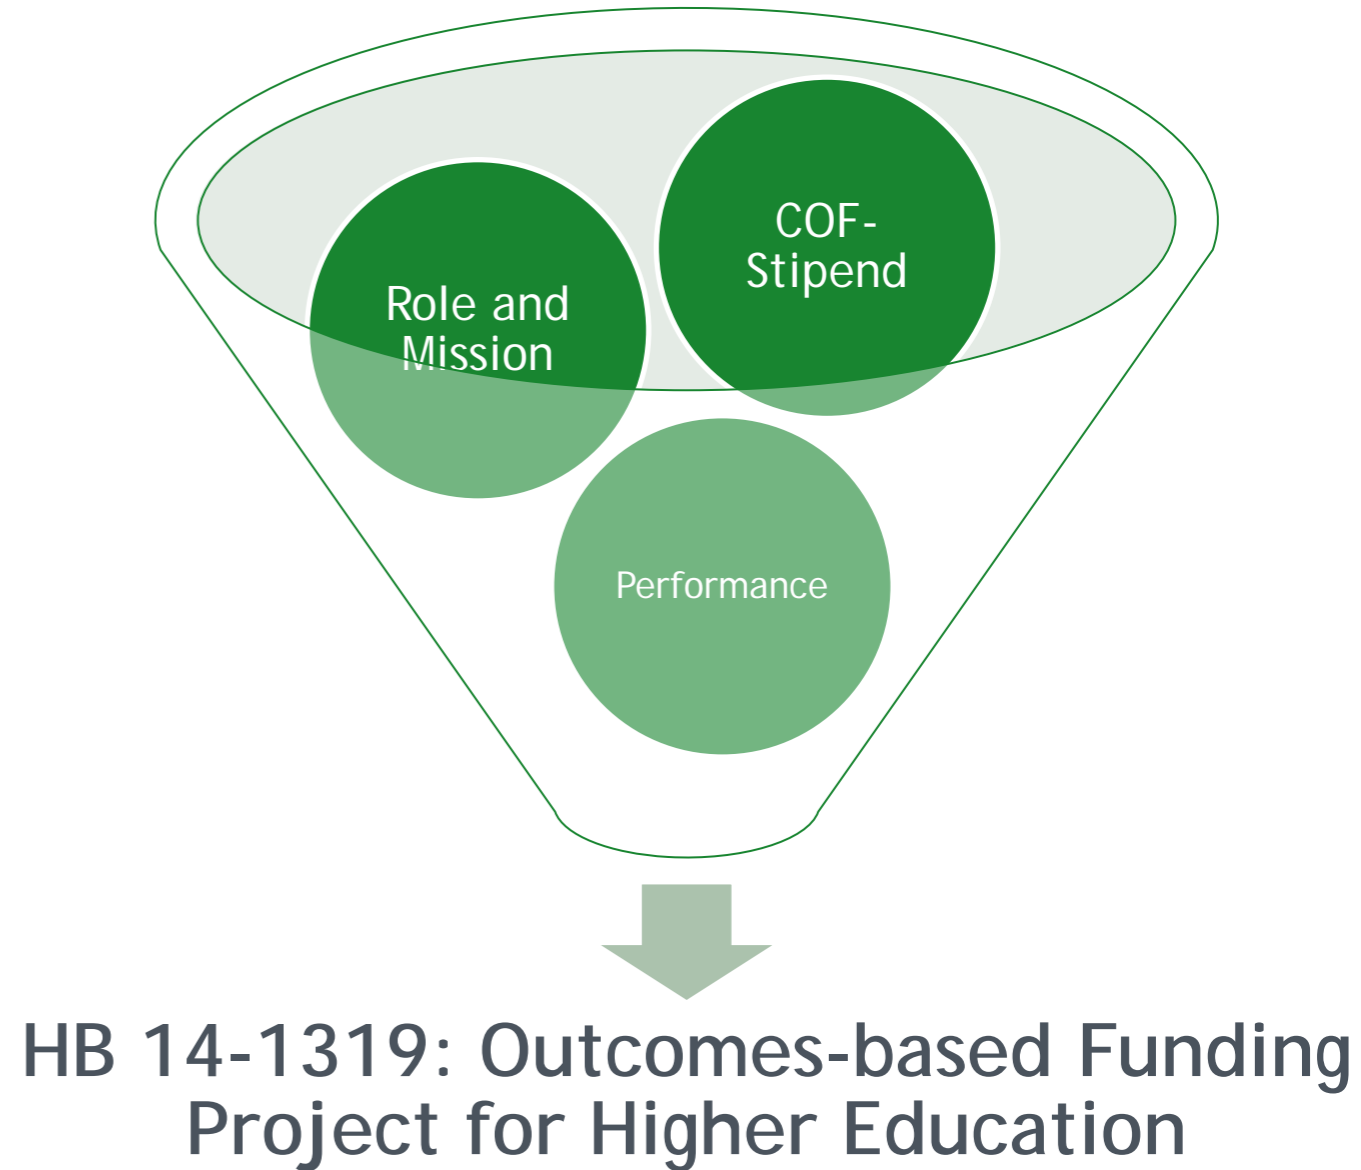 COF-
Stipend
Role and
Mission
Performance
HB 14-1319: Outcomes-based Funding
Project for Higher Education